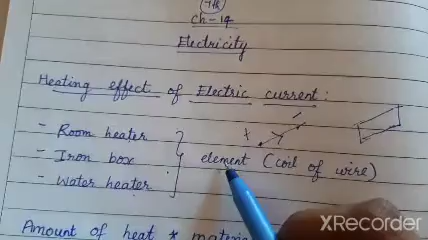 7th
Ch - 14
Electricity
Heating effect of Electric current :
- Room heater
- Iron box
- Water heater
element (coil of wire)
Amount of heat
XRecorder